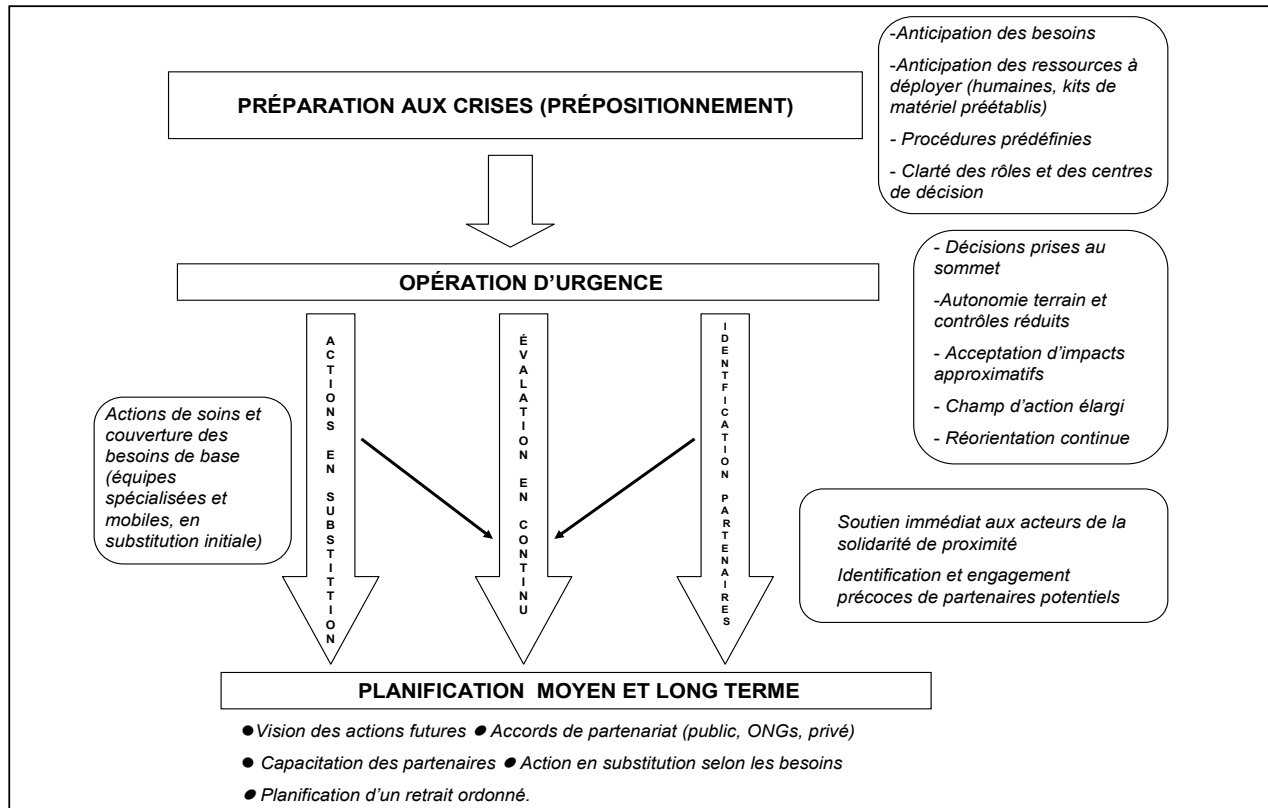 PRÉPARATION AUX CRISES (PRÉPOSITIONNEMENT)
-Anticipation des besoins
-Anticipation des ressources à
déployer (humaines, kits de
matériel préétablis)
- Procédures prédéfinies
- Clarté des rôles et des centres
de décision
OPÉRATION D’URGENCE
- Décisions prises au
sommet
-Autonomie terrain et
contrôles réduits
- Acceptation d’impacts
approximatifs
- Champ d’action élargi
- Réorientation continue
Actions de soins et
couverture des
besoins de base
(équipes
spécialisées et
mobiles, en
substitution initiale)
ACTIONS EN SUBSTITTION
ÉVALATION EN CONTINU
IDENTFICATION PARTENAIRES
Soutien immédiat aux acteurs de la
solidarité de proximité
Identification et engagement
précoces de partenaires potentiels
PLANIFICATION MOYEN ET LONG TERME
●Vision des actions futures ● Accords de partenariat (public, ONGs, privé)
● Capacitation des partenaires ● Action en substitution selon les besoins
● Planification d’un retrait ordonné.